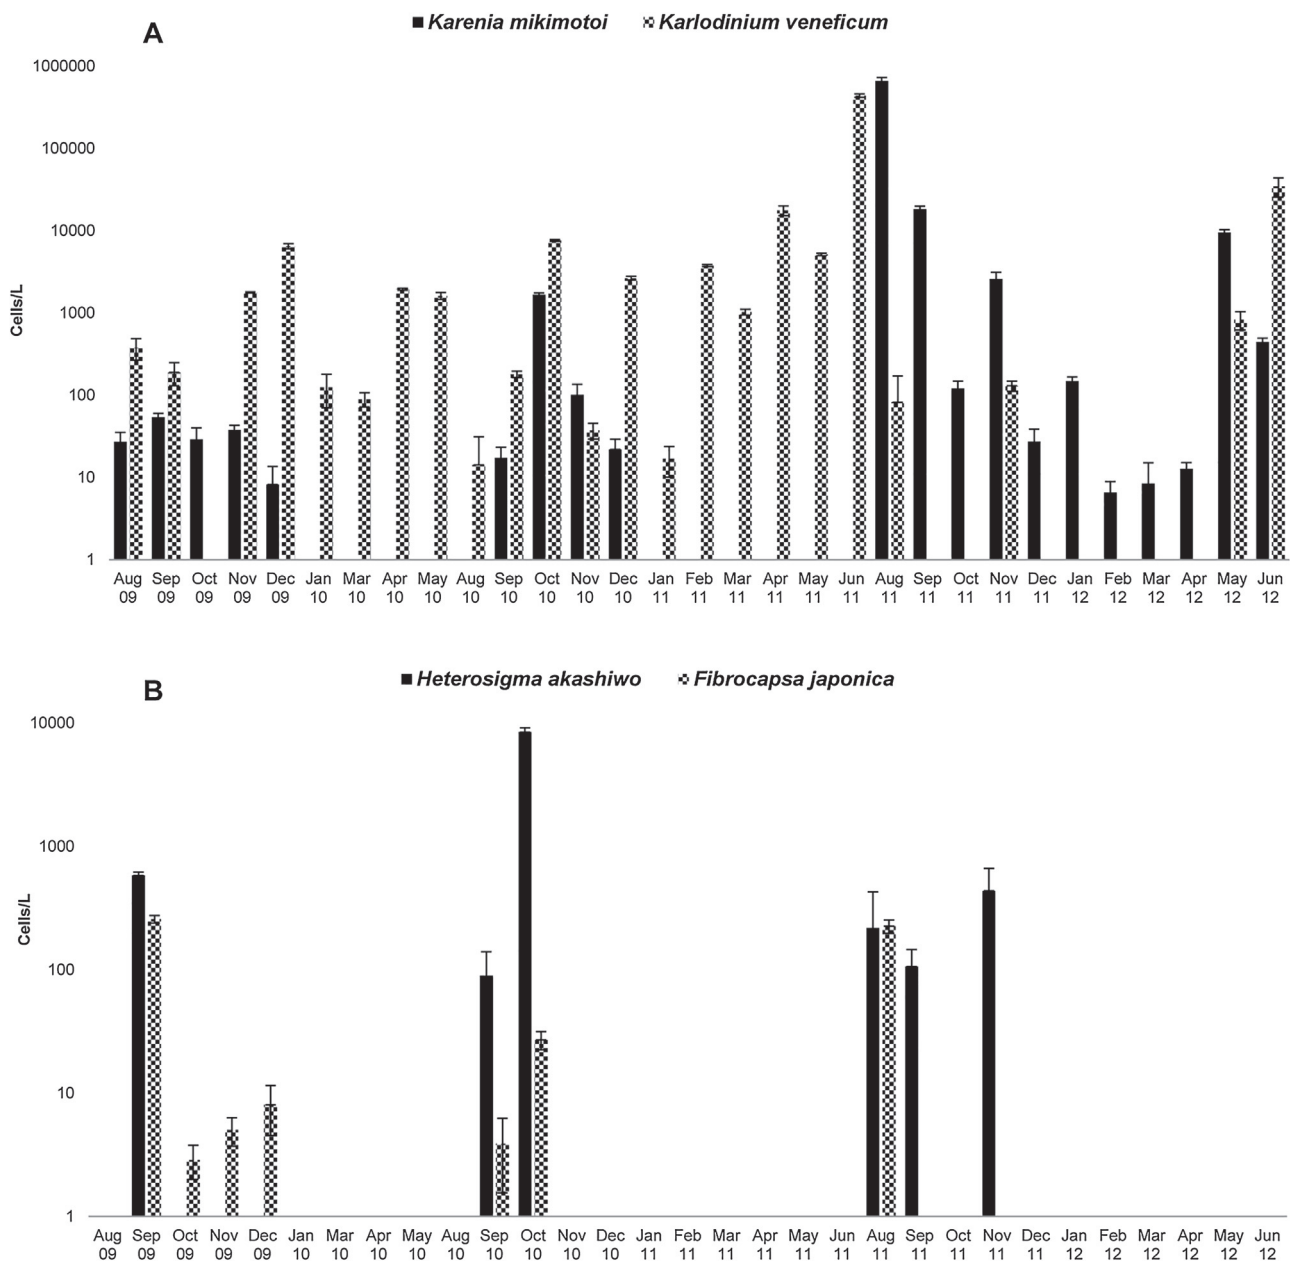 A
Karenia mikimotoi Karlodinium veneficum
1000000
100000
10000
1000
100
10
1
Cells/L
Aug Sep Oct Nov Dec Jan Mar Apr May Aug Sep Oct Nov Dec Jan Feb Mar Apr May Jun Aug Sep Oct Nov Dec Jan Feb Mar Apr May Jun
09 09 09 09 09 10 10 10 10 10 10 10 10 10 11 11 11 11 11 11 11 11 11 11 11 12 12 12 12 12 12
B
Heterosigma akashiwo Fibrocapsa japonica
10000
1000
100
10
1
Cells/L
Aug Sep Oct Nov Dec Jan Mar Apr May Aug Sep Oct Nov Dec Jan Feb Mar Apr May Jun Aug Sep Oct Nov Dec Jan Feb Mar Apr May Jun
09 09 09 09 09 10 10 10 10 10 10 10 10 10 11 11 11 11 11 11 11 11 11 11 11 12 12 12 12 12 12